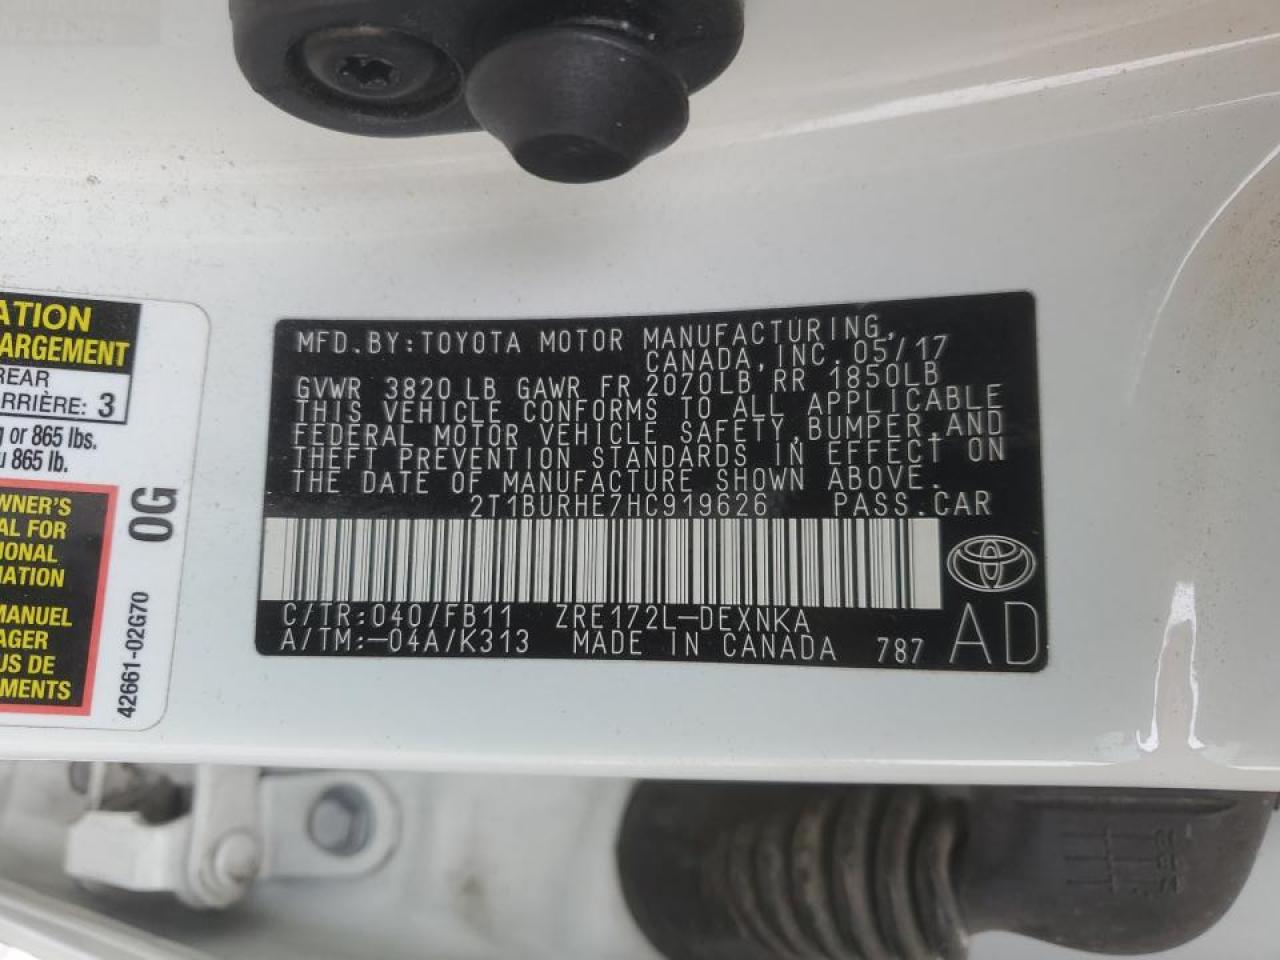 ATION
ARGEMENT
REAR
ARRIÈRE: 3
g or 865 lbs.
u 865 lb.
WNER'S
AL FOR
IONAL
MATION
MANUEL
AGER
US DE
MENTS
0G
42661-02G70
MFD.BY:TOYOTA MOTOR MANUFACTURING,
CANADA,INC.05/17
GVWR 3820LB GAWR FR 2070LB RR 1850LB
THIS VEHICLE CONFORMS TO ALL APPLICABLE
FEDERAL MOTOR VEHICLE SAFETY,BUMPER,AND
THEFT PREVENTION STANDARDS IN EFFECT ON
THE DATE OF MANUFACTURE SHOWN ABOVE.
2T1BURHE7HC919626 PASS.CAR
C/TR:040/FB11 ZRE172L-DEXNKA
A/TM:-04A/K313 MADE IN CANADA 787 AD